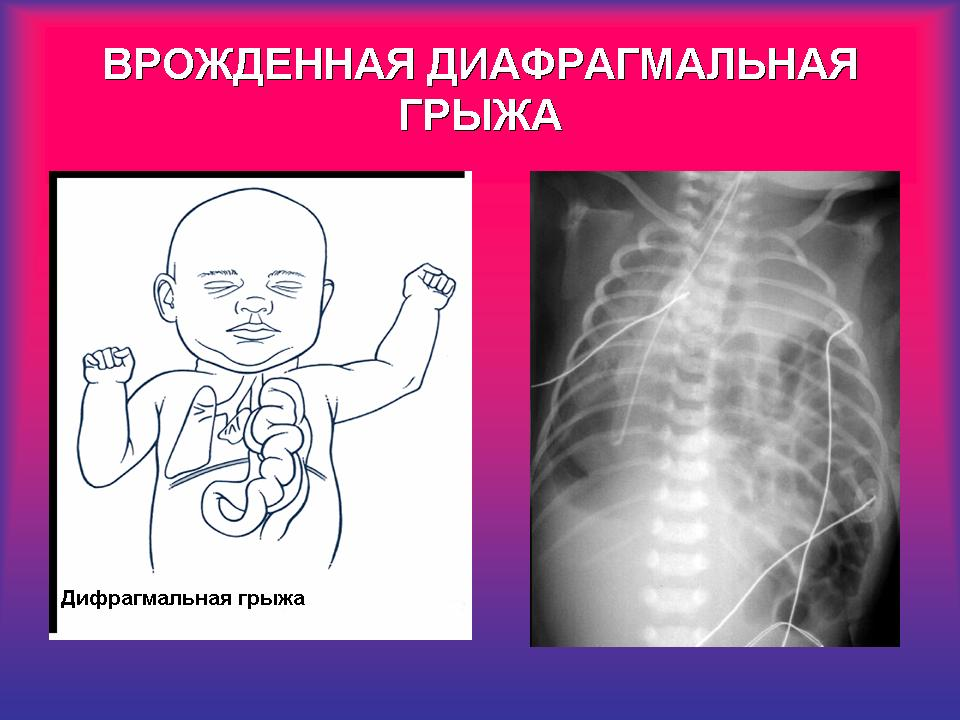 ВРОЖДЕННАЯ ДИАФРАГМАЛЬНАЯ
ГРЫЖА
Дифрагмальная грыжа